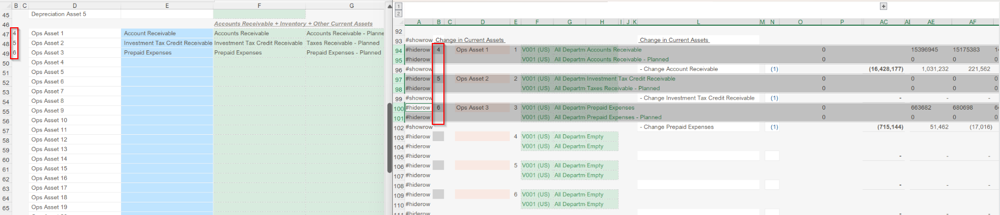 B C D E F G
45 Depreciation Asset 5
46 Accounts Receivable + Inventory + Other Current Assets
47 4 Ops Asset 1 Account Receivable Accounts Receivable Accounts Receivable - Planne
48 5 Ops Asset 2 Investment Tax Credit Receivable Investment Tax Credit Receivable Taxes Receivable - Planned
49 6 Ops Asset 3 Prepaid Expenses Prepaid Expenses Prepaid Expenses - Planned
50 Ops Asset 4
51 Ops Asset 5
52 Ops Asset 6
53 Ops Asset 7
54 Ops Asset 8
55 Ops Asset 9
56 Ops Asset 10
57 Ops Asset 11
58 Ops Asset 12
59 Ops Asset 13
60 Ops Asset 14
61 Ops Asset 15
62 Ops Asset 16
63 Ops Asset 17
64 Ops Asset 18
65 Ops Asset 19
1 +
2
A B C D E F G H I J K L M N O P AC AE AF
92
93 #showrow Change in Current Assets Change in Current Assets
94 #hiderow 4 Ops Asset 1 1 V001 (US) All Departm Accounts Receivable 0 15396945 15175383 14
95 #hiderow V001 (US) All Departm Accounts Receivable - Planned 0 0 0 0
96 #showrow - Change Account Receivable (1) (16,428,177) 1,031,232 221,562
97 #hiderow 5 Ops Asset 2 2 V001 (US) All Departm Investment Tax Credit Receivable 0 0 0 0
98 #hiderow V001 (US) All Departm Taxes Receivable - Planned 0 0 0 0
99 #showrow - Change Investment Tax Credit Receivable (1) - - -
100 #hiderow 6 Ops Asset 3 3 V001 (US) All Departm Prepaid Expenses 0 663682 680698 64
101 #hiderow V001 (US) All Departm Prepaid Expenses - Planned 0 0 0 0
102 #showrow - Change Prepaid Expenses (1) (715,144) 51,462 (17,016)
103 #hiderow 4 V001 (US) All Departm Empty
104 #hiderow V001 (US) All Departm Empty
105 #hiderow - - -
106 #hiderow 5 V001 (US) All Departm Empty
107 #hiderow V001 (US) All Departm Empty
108 #hiderow - - -
109 #hiderow 6 V001 (US) All Departm Empty
110 #hiderow V001 (US) All Departm Empty
#hiderow